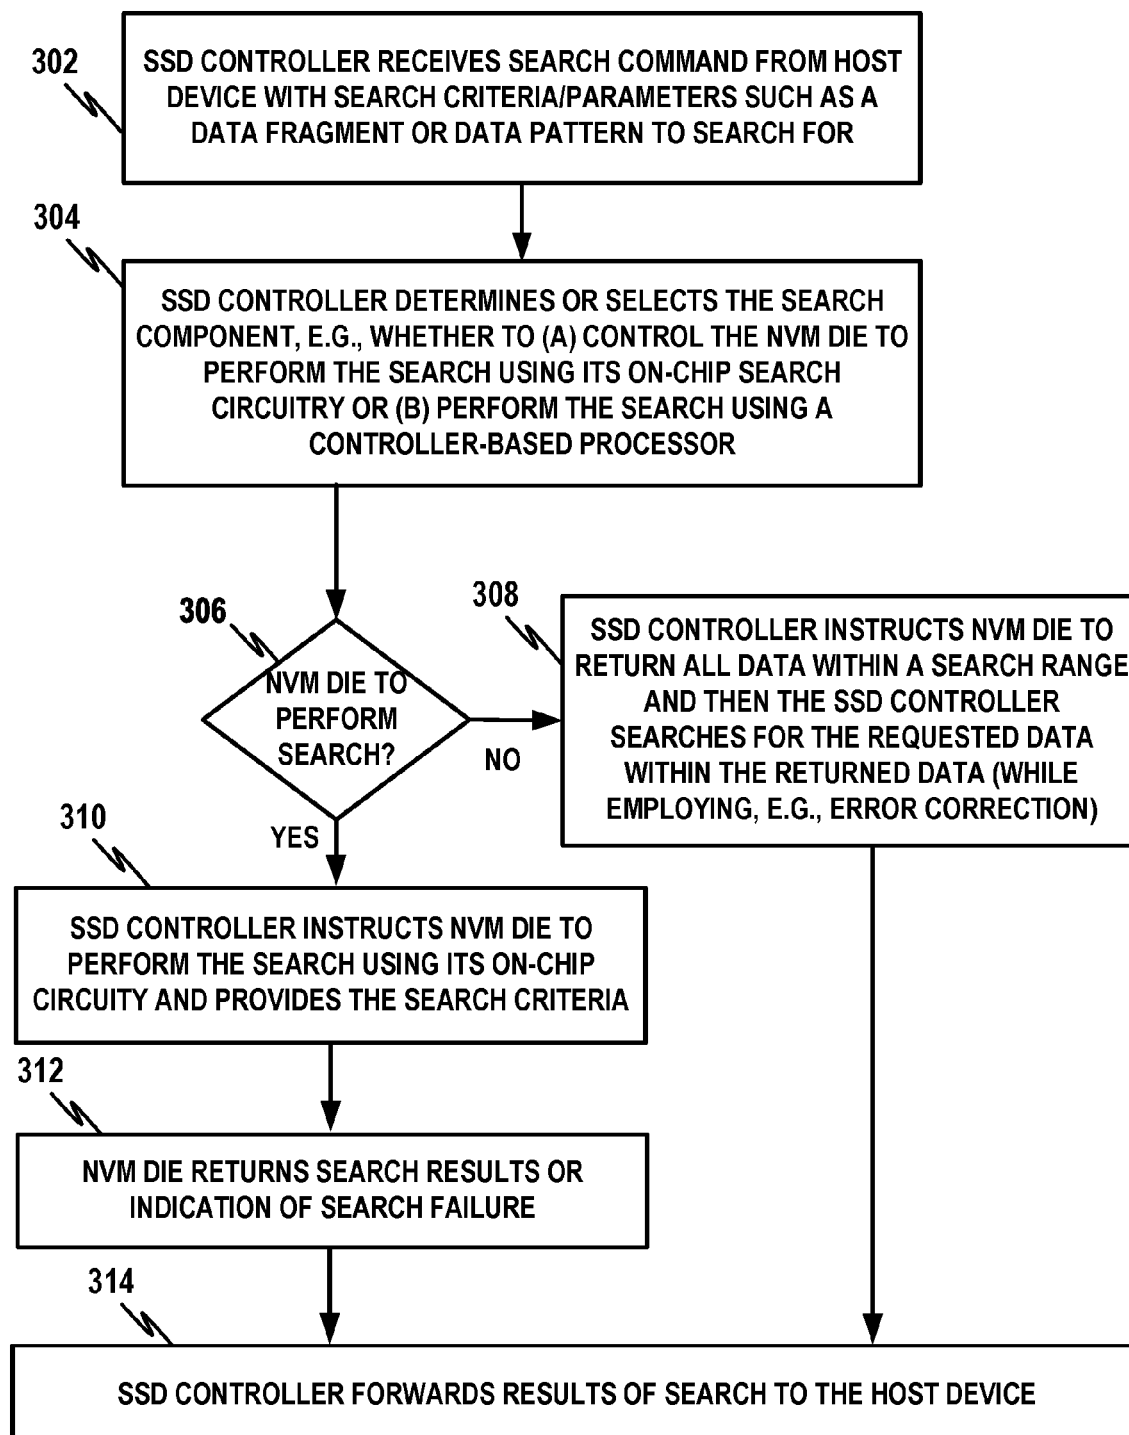 302
SSD CONTROLLER RECEIVES SEARCH COMMAND FROM HOST
DEVICE WITH SEARCH CRITERIA/PARAMETERS SUCH AS A
DATA FRAGMENT OR DATA PATTERN TO SEARCH FOR
304
SSD CONTROLLER DETERMINES OR SELECTS THE SEARCH
COMPONENT, E.G., WHETHER TO (A) CONTROL THE NVM DIE TO
PERFORM THE SEARCH USING ITS ON-CHIP SEARCH
CIRCUITRY OR (B) PERFORM THE SEARCH USING A
CONTROLLER-BASED PROCESSOR
306
NVM DIE TO
PERFORM
SEARCH?
NO
YES
308
SSD CONTROLLER INSTRUCTS NVM DIE TO
RETURN ALL DATA WITHIN A SEARCH RANGE
AND THEN THE SSD CONTROLLER
SEARCHES FOR THE REQUESTED DATA
WITHIN THE RETURNED DATA (WHILE
EMPLOYING, E.G., ERROR CORRECTION)
310
SSD CONTROLLER INSTRUCTS NVM DIE TO
PERFORM THE SEARCH USING ITS ON-CHIP
CIRCUITY AND PROVIDES THE SEARCH CRITERIA
312
NVM DIE RETURNS SEARCH RESULTS OR
INDICATION OF SEARCH FAILURE
314
SSD CONTROLLER FORWARDS RESULTS OF SEARCH TO THE HOST DEVICE